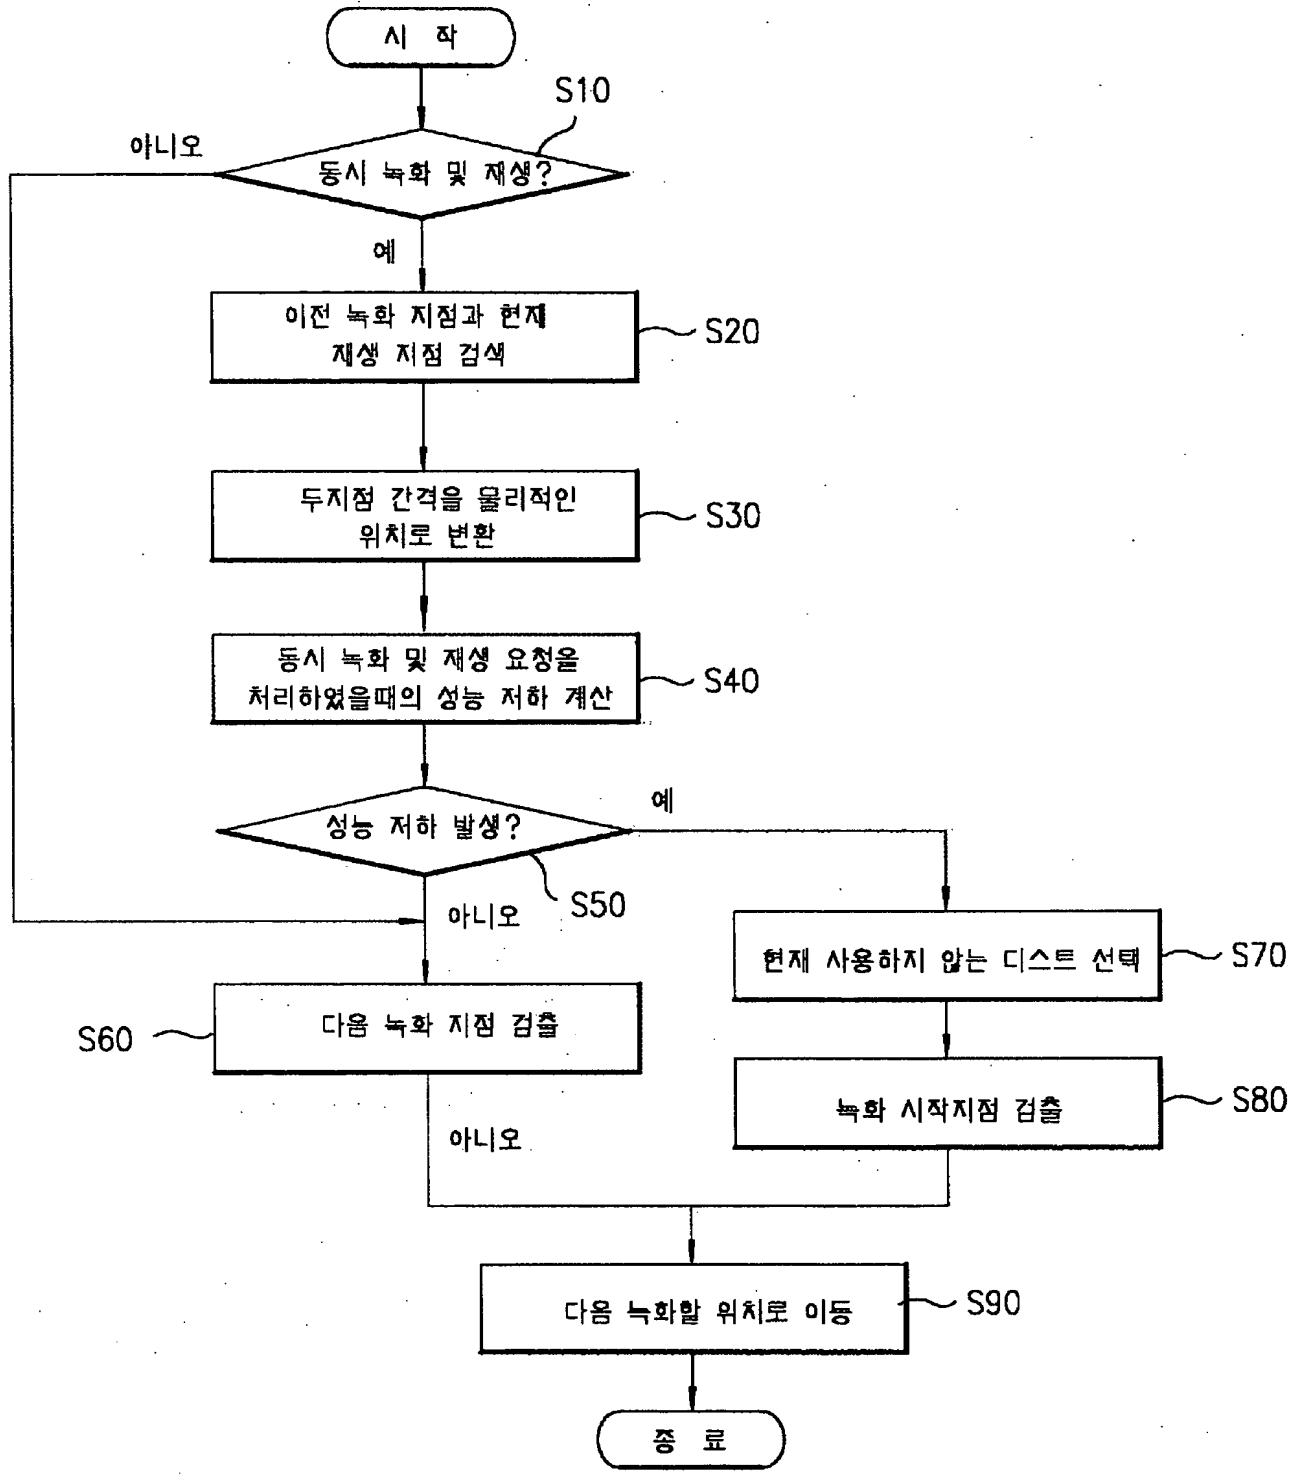 시 작
S10
아니오
동시 녹화 및 재생?
예
이전 녹화 지점과 현재
재생 지점 검색
S20
두지점 간격을 물리적인
위치로 변환
S30
동시 녹화 및 재생 요청을
처리하였을때의 성능 저하 계산
S40
예
성능 저하 발생?
S50
아니오
현재 사용하지 않는 디스트 선택
S70
다음 녹화 지점 검출
S60
녹화 시작지점 검출
S80
아니오
다음 녹화할 위치로 이동
S90
종 료